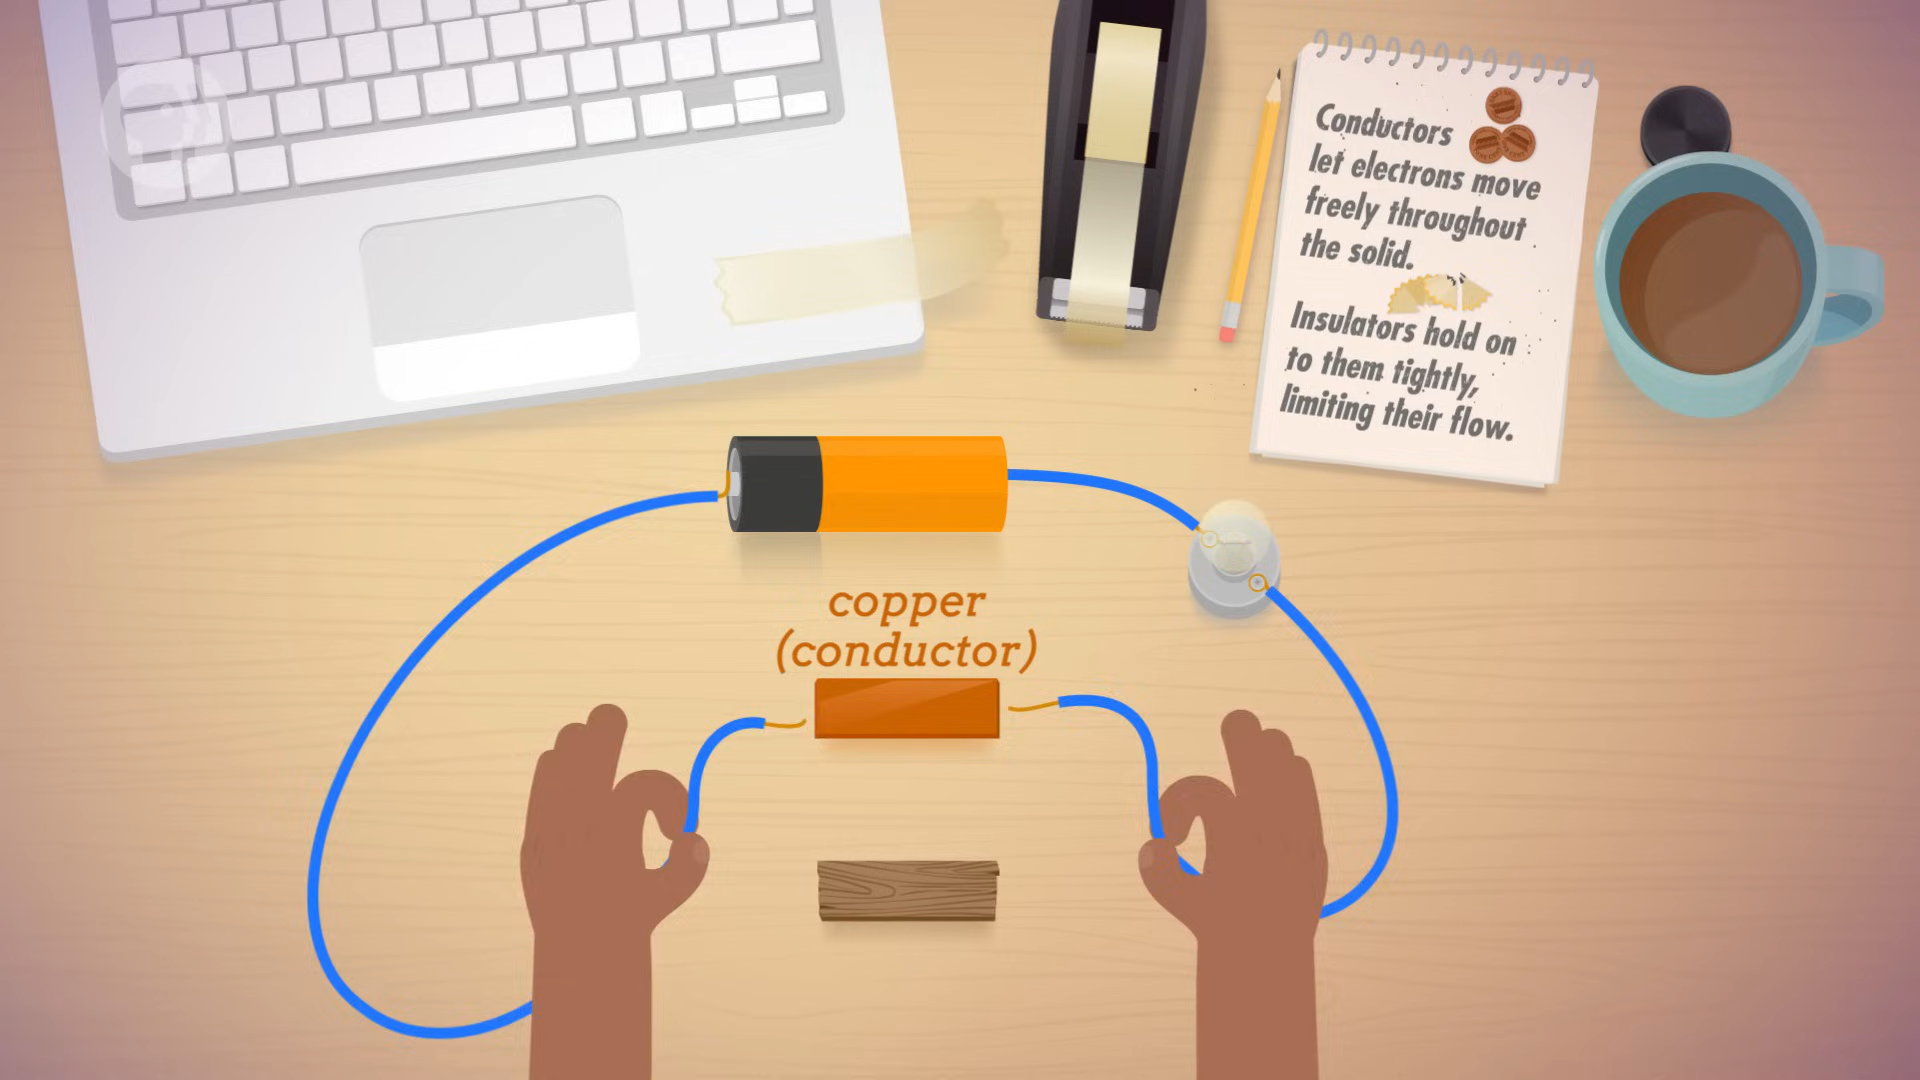 Conductors
let electrons move
freely throughout
the solid.
Insulators hold on
to them tightly,
limiting their flow.
copper
(conductor)